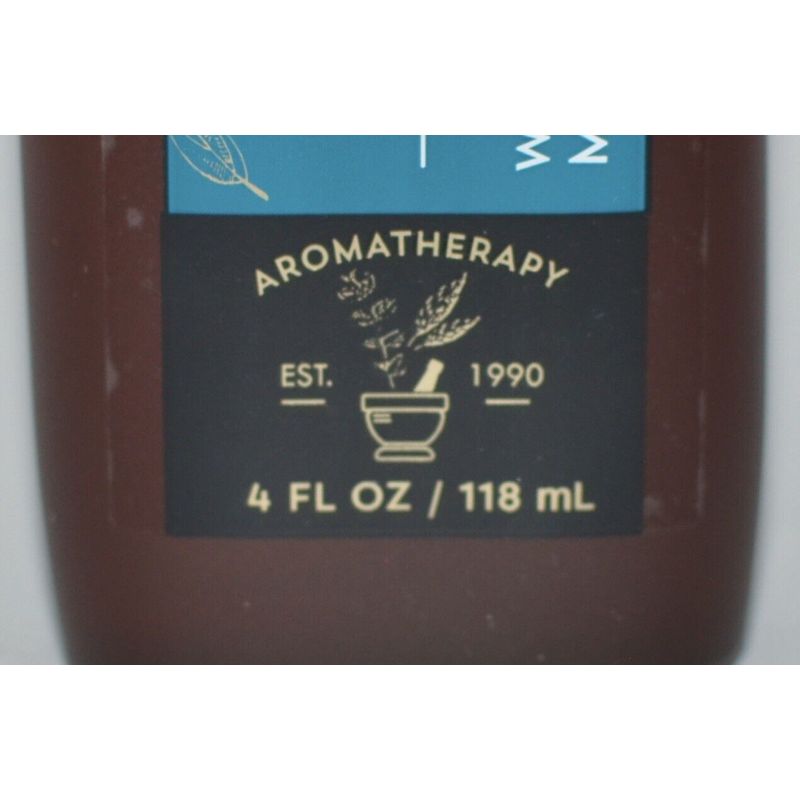 AROMATHERAPY
EST. 1990
4 FL OZ / 118 mL